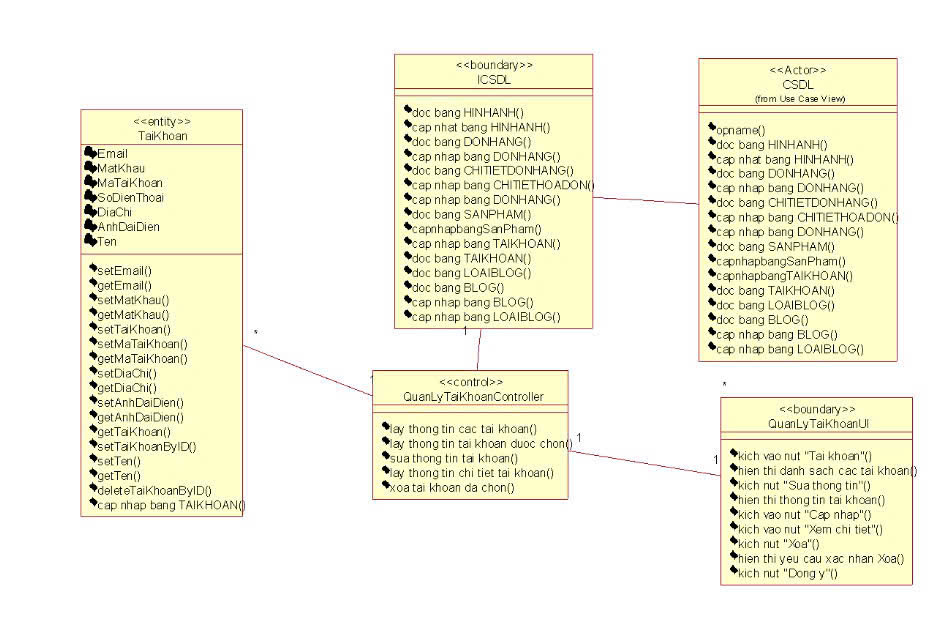 <<entity>>
TaiKhoan
Email
MatKhau
MaTaiKhoan
SoDienThoai
DiaChi
AnhDaiDien
Ten
setEmail()
getEmail()
setMatKhau()
getMatKhau()
setTaiKhoan()
setMaTaiKhoan()
getMaTaiKhoan()
setDiaChi()
getDiaChi()
setAnhDaiDien()
getAnhDaiDien()
getTaiKhoan()
setTaiKhoanByID()
setTen()
getTen()
deleteTaiKhoanByID()
cap nhap bang TAIKHOAN()
*
<<boundary>>
ICSDL
doc bang HINHANH()
cap nhat bang HINHANH()
doc bang DONHANG()
cap nhap bang DONHANG()
doc bang CHITIETDONHANG()
cap nhap bang CHITIETHOADON()
cap nhap bang DONHANG()
doc bang SANPHAM()
capnhapbangSanPham()
cap nhap bang TAIKHOAN()
doc bang TAIKHOAN()
doc bang LOAIBLOG()
doc bang BLOG()
cap nhap bang BLOG()
cap nhap bang LOAIBLOG()
1
<<Actor>>
CSDL
(from Use Case View)
opname()
doc bang HINHANH()
cap nhat bang HINHANH()
doc bang DONHANG()
cap nhap bang DONHANG()
doc bang CHITIETDONHANG()
cap nhap bang CHITIETHOADON()
cap nhap bang DONHANG()
doc bang SANPHAM()
capnhapbangSanPham()
capnhapbangTAIKHOAN()
doc bang TAIKHOAN()
doc bang LOAIBLOG()
doc bang BLOG()
cap nhap bang BLOG()
cap nhap bang LOAIBLOG()
<<control>>
QuanLyTaiKhoanController
lay thong tin cac tai khoan()
lay thong tin tai khoan duoc chon()
sua thong tin tai khoan()
lay thong tin chi tiet tai khoan()
xoa tai khoan da chon()
1
*
1
<<boundary>>
QuanLyTaiKhoanUI
kich vao nut "Tai khoan"()
hien thi danh sach cac tai khoan()
kich nut "Sua thong tin"()
hien thi thong tin tai khoan()
kich vao nut "Cap nhap"()
kich vao nut "Xem chi tiet"()
kich nut "Xoa"()
hien thi yeu cau xac nhan Xoa()
kich nut "Dong y"()